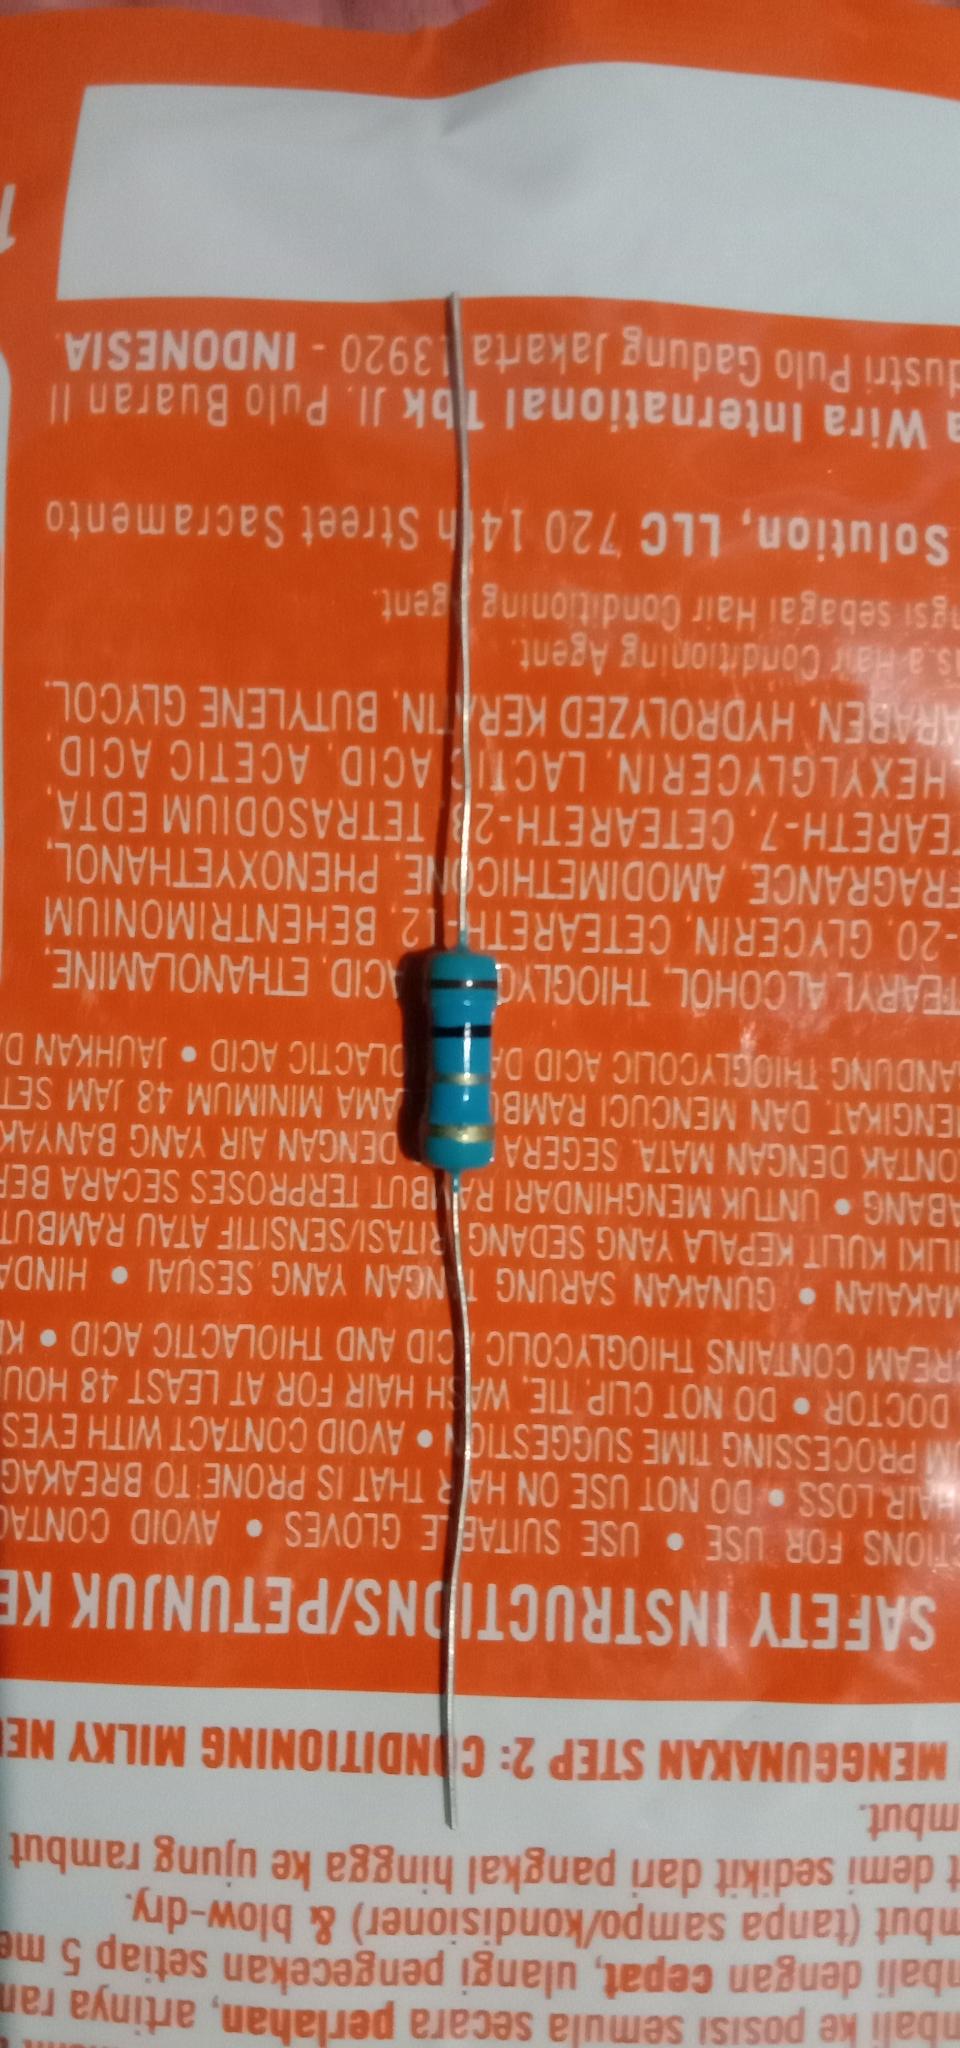 mbali ke posisi semula secara perlahan, artinya ram
mbali dengan cepat, ulangi pengecekan setiap 5 me
mbut (tanpa sampo/kondisioner) & blow-dry.
t demi sedikit dari pangkal hingga ke ujung rambut
mbut.
MENGGUNAKAN STEP 2: CONDITIONING MILKY NE
SAFETY INSTRUCTIONS/PETUNJUK KE
CTIONS FOR USE • USE SUITABLE GLOVES • AVOID CONTAC
HAIR LOSS • DO NOT USE ON HAIR THAT IS PRONE TO BREAKAG
M PROCESSING TIME SUGGESTION • AVOID CONTACT WITH EYES
DOCTOR • DO NOT CLIP, TIE, WASH HAIR FOR AT LEAST 48 HOU
REAM CONTAINS THIOGLYCOLIC ACID AND THIOLACTIC ACID • KE
MAKAIAN • GUNAKAN SARUNG TANGAN YANG SESUAI • HINDA
ILIKI KULIT KEPALA YANG SEDANG IRITASI/SENSITIF ATAU RAMBUT
ABANG • UNTUK MENGHINDARI RAMBUT TERPROSES SECARA BER
ONTAK DENGAN MATA. SEGERA DENGAN AIR YANG BANYAK
MENGIKAT, DAN MENCUCI RAMBUT AMA MINIMUM 48 JAM SET
ANDUNG THIOGLYCOLIC ACID DA OLACTIC ACID • JAUHKAN DA
TEARYL ALCOHOL, THIOGLYC ACID, ETHANOLAMINE,
-20, GLYCERIN, CETEARETH-12, BEHENTRIMONIUM
FRAGRANCE, AMODIMETHICONE, PHENOXYETHANOL,
TEARETH-7, CETEARETH-23, TETRASODIUM EDTA,
HEXYLGLYCERIN, LACTIC ACID, ACETIC ACID,
ARABEN, HYDROLYZED KERATIN, BUTYLENE GLYCOL.
as a Hair Conditioning Agent.
ngsi sebagai Hair Conditioning Agent.
Solution, LLC 720 14th Street Sacramento
a Wira International Tbk Jl. Pulo Buaran II
dustri Pulo Gadung Jakarta 13920 - INDONESIA.